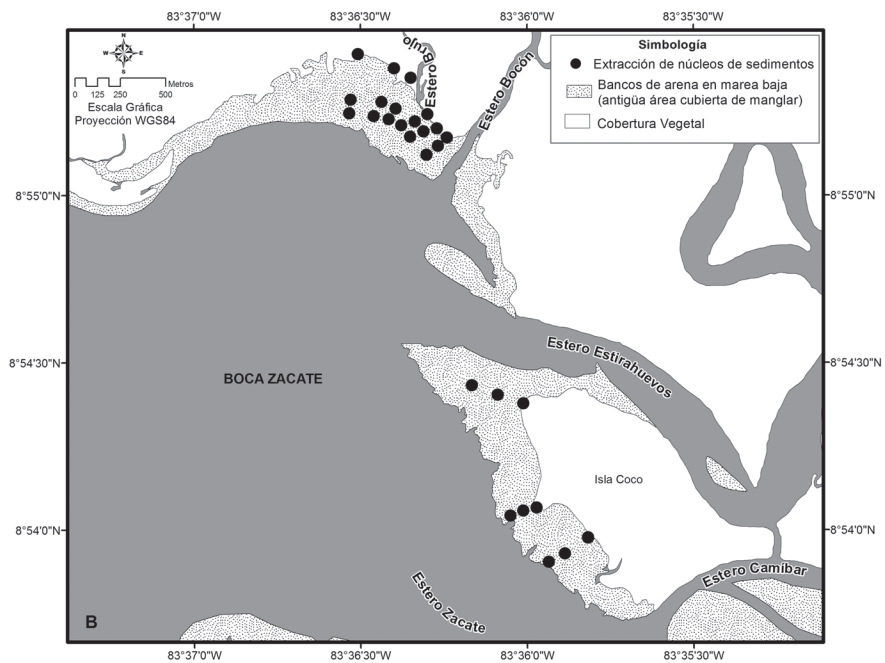 83°37'0"W
83°36'30"W
83°36'0"W
83°35'30"W
N
W
E
S
0 125 250 500
Metros
Escala Gráfica
Proyección WGS84
Estero Brujo
Estero Bocón
Simbología
Extracción de núcleos de sedimentos
Bancos de arena en marea baja
(antigüa área cubierta de manglar)
Cobertura Vegetal
8°55'0"N
8°55'0"N
8°54'30"N
8°54'30"N
BOCA ZACATE
Estero Estirahuevos
Isla Coco
8°54'0"N
8°54'0"N
Estero Camíbar
Estero Zacate
B
83°37'0"W
83°36'30"W
83°36'0"W
83°35'30"W